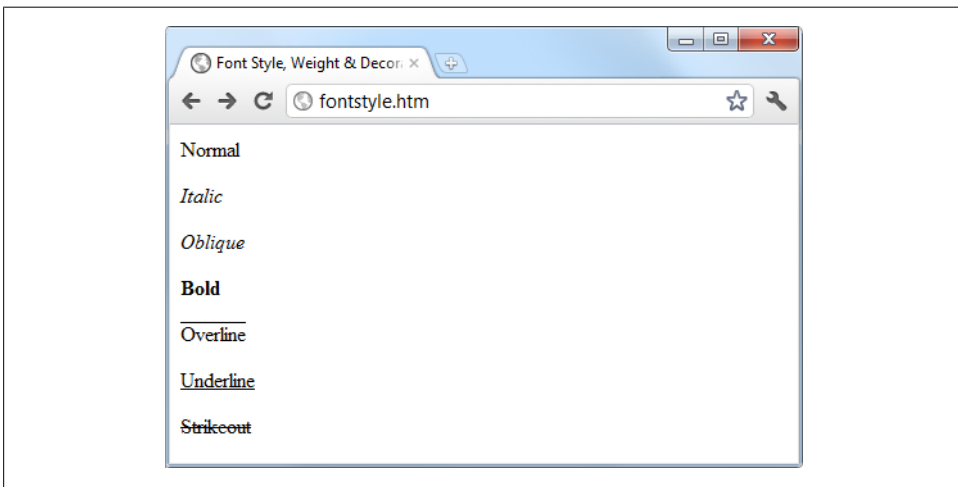 Font Style, Weight & Decor
fontstyle.htm
Normal
Italic
Oblique
Bold
Overline
Underline
Strikeout